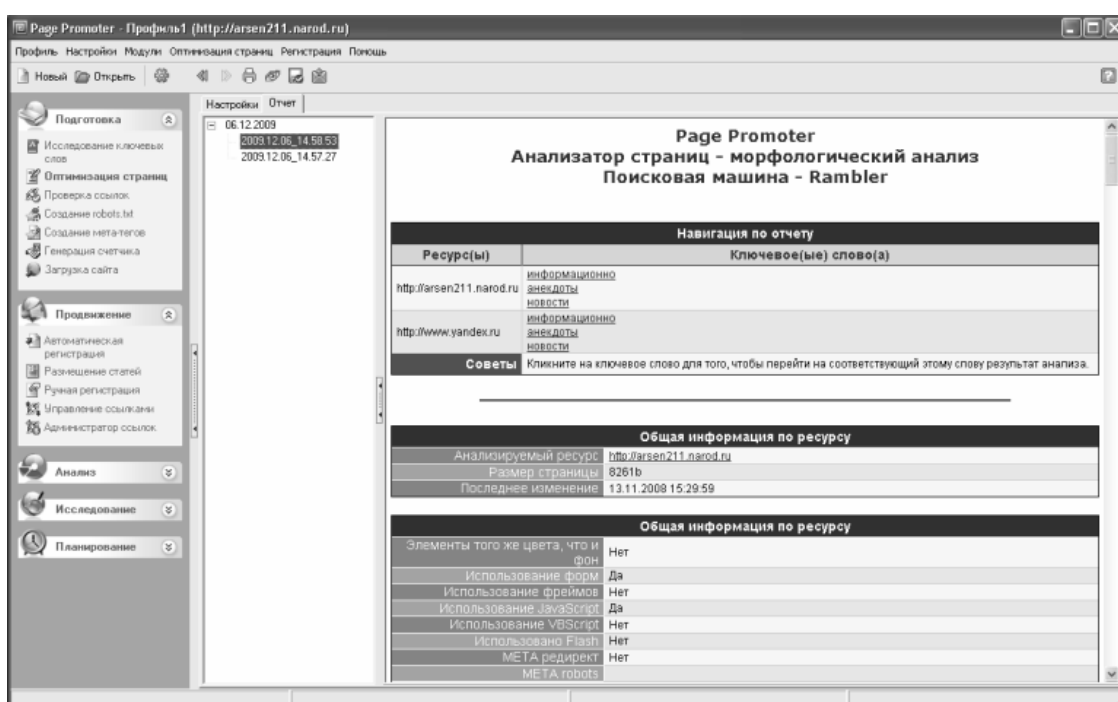 Page Promoter - Профиль1 (http://arsen211.narod.ru)
Профиль Настройки Модули Оптимизация страниц Регистрация Помощь
Новый Открыть
Настройки Отчет
Подготовка
Исследование ключевых
слов
Оптимизация страниц
Проверка ссылок
Создание robots.txt
Создание мета-тегов
Генерация счетчика
Загрузка сайта
Продвижение
Автоматическая
регистрация
Размещение статей
Ручная регистрация
Управление ссылками
Администратор ссылок
Анализ
Исследование
Планирование
06.12.2009
2009.12.06_14.58.53
2009.12.06_14.57.27
Page Promoter
Анализатор страниц - морфологический анализ
Поисковая машина - Rambler
Навигация по отчету
Ресурс(ы) Ключевое(ые) слово(а)
http://arsen211.narod.ru
информационно
анекдоты
новости
http://www.yandex.ru
информационно
анекдоты
новости
Советы Кликните на ключевое слово для того, чтобы перейти на соответствующий этому слову результат анализа.
Общая информация по ресурсу
Анализируемый ресурс http://arsen211.narod.ru
Размер страницы 8261b
Последнее изменение 13.11.2008 15:29:59
Общая информация по ресурсу
Элементы того же цвета, что и
фон Нет
Использование форм Да
Использование фреймов Нет
Использование JavaScript Да
Использование VBScript Нет
Использовано Flash Нет
МЕТА редирект Нет
META robots